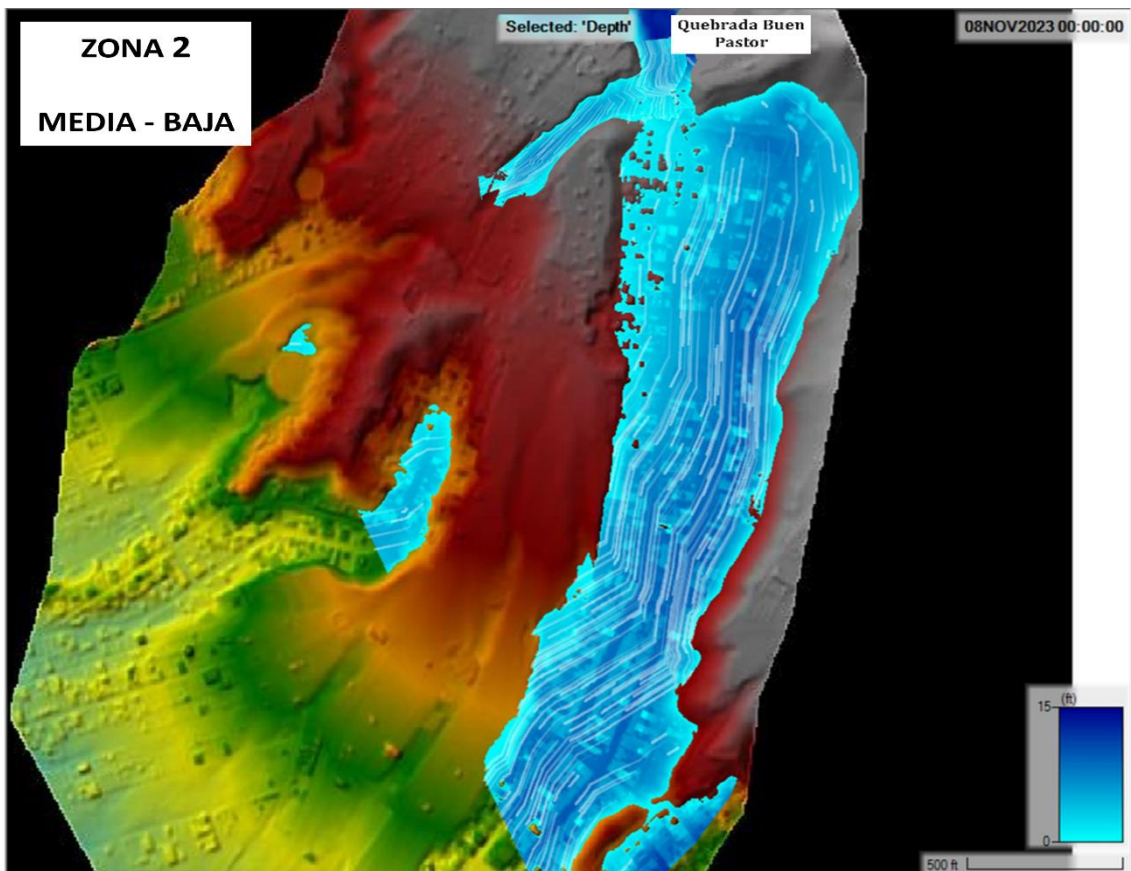 ZONA 2
MEDIA - BAJA
Selected: 'Depth'
Quebrada Buen
Pastor
08NOV2023 00:00:00
(ft)
15
0
500 ft